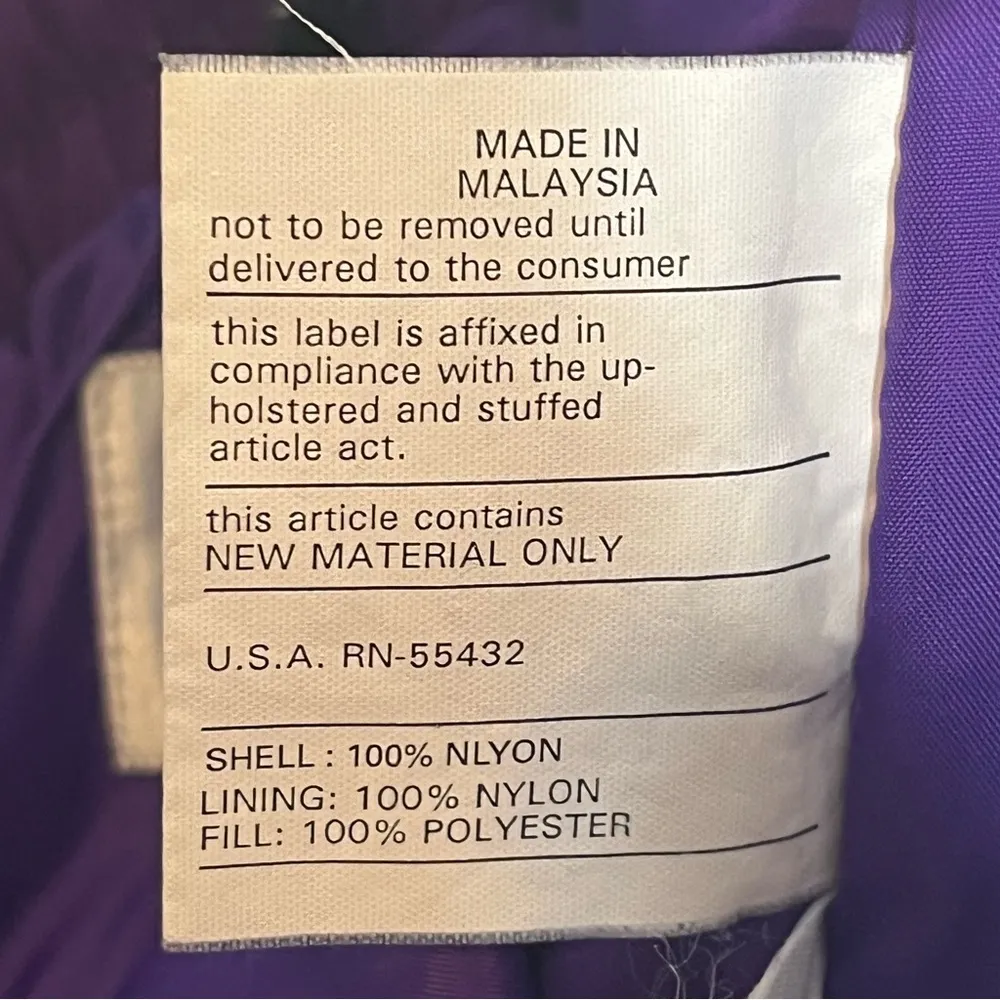 MADE IN
MALAYSIA
not to be removed until
delivered to the consumer
this label is affixed in
compliance with the up-
holstered and stuffed
article act.
this article contains
NEW MATERIAL ONLY
U.S.A. RN-55432
SHELL : 100% NLYON
LINING: 100% NYLON
FILL: 100% POLYESTER